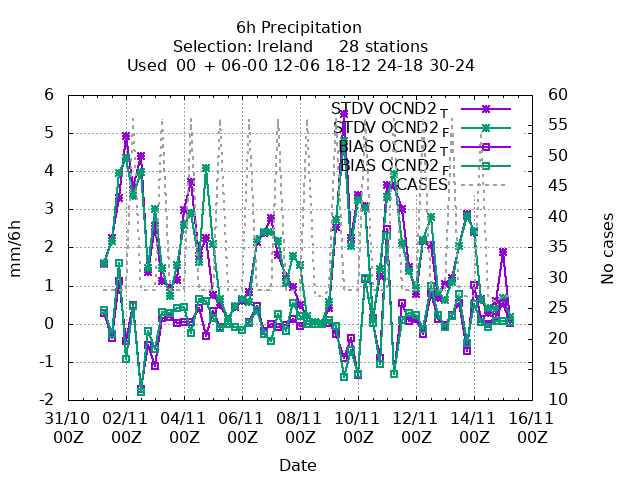 6h Precipitation
Selection: Ireland 28 stations
Used 00 + 06-00 12-06 18-12 24-18 30-24
6 60
STDV OCND2 T
5 55
STDV OCND2 F
50
BIAS OCND2 T
4 BIAS OCND2 F
45
CASES
3 40
2 35
mm/6h
No cases
1 30
25
0
20
-1 15
-2 10
31/10 02/11 04/11 06/11 08/11 10/11 12/11 14/11 16/11
00Z 00Z 00Z 00Z 00Z 00Z 00Z 00Z 00Z
Date